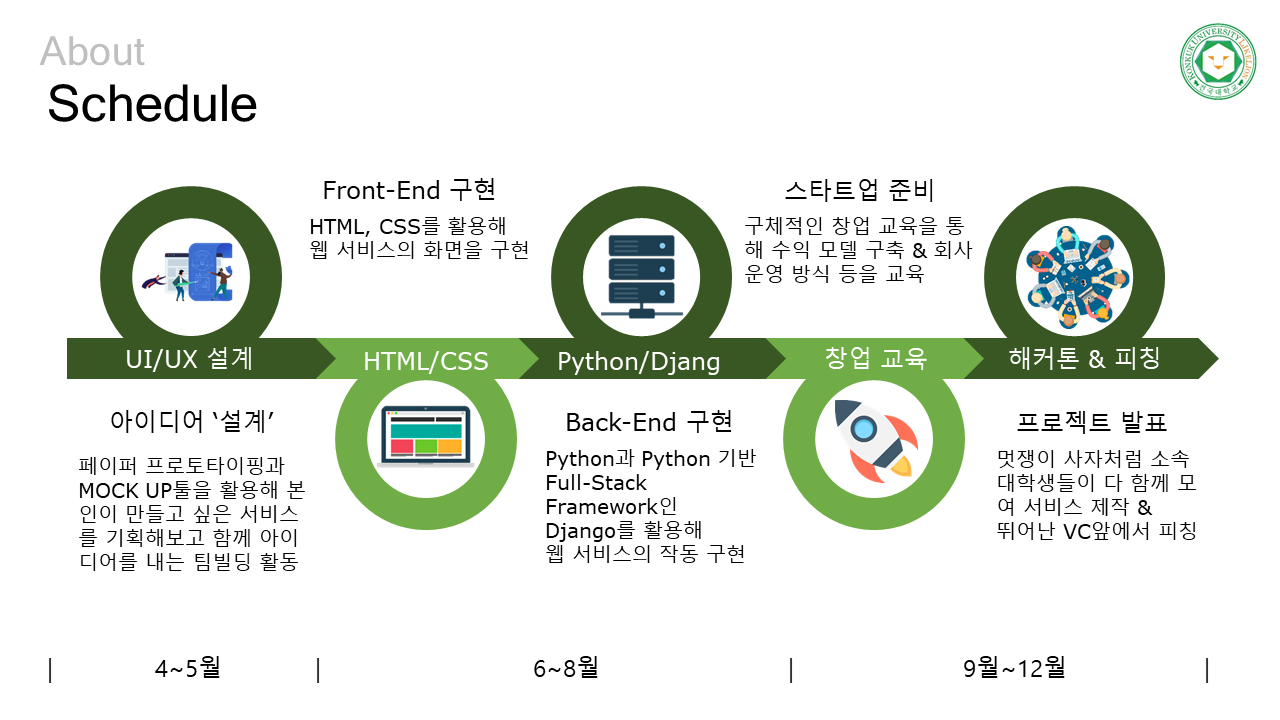 About
Schedule
KONKUK UNIVERSITY LIKELION
건국대학교
Front-End 구현
HTML, CSS를 활용해
웹 서비스의 화면을 구현
스타트업 준비
구체적인 창업 교육을 통
해 수익 모델 구축 & 회사
운영 방식 등을 교육
UI/UX 설계
HTML/CSS
Python/Djang
창업 교육
해커톤 & 피칭
아이디어 ‘설계’
페이퍼 프로토타이핑과
MOCK UP툴을 활용해 본
인이 만들고 싶은 서비스
를 기획해보고 함께 아이
디어를 내는 팀빌딩 활동
Back-End 구현
Python과 Python 기반
Full-Stack
Framework인
Django를 활용해
웹 서비스의 작동 구현
프로젝트 발표
멋쟁이 사자처럼 소속
대학생들이 다 함께 모
여 서비스 제작 &
뛰어난 VC앞에서 피칭
| 4~5월 | 6~8월 | 9월~12월 |